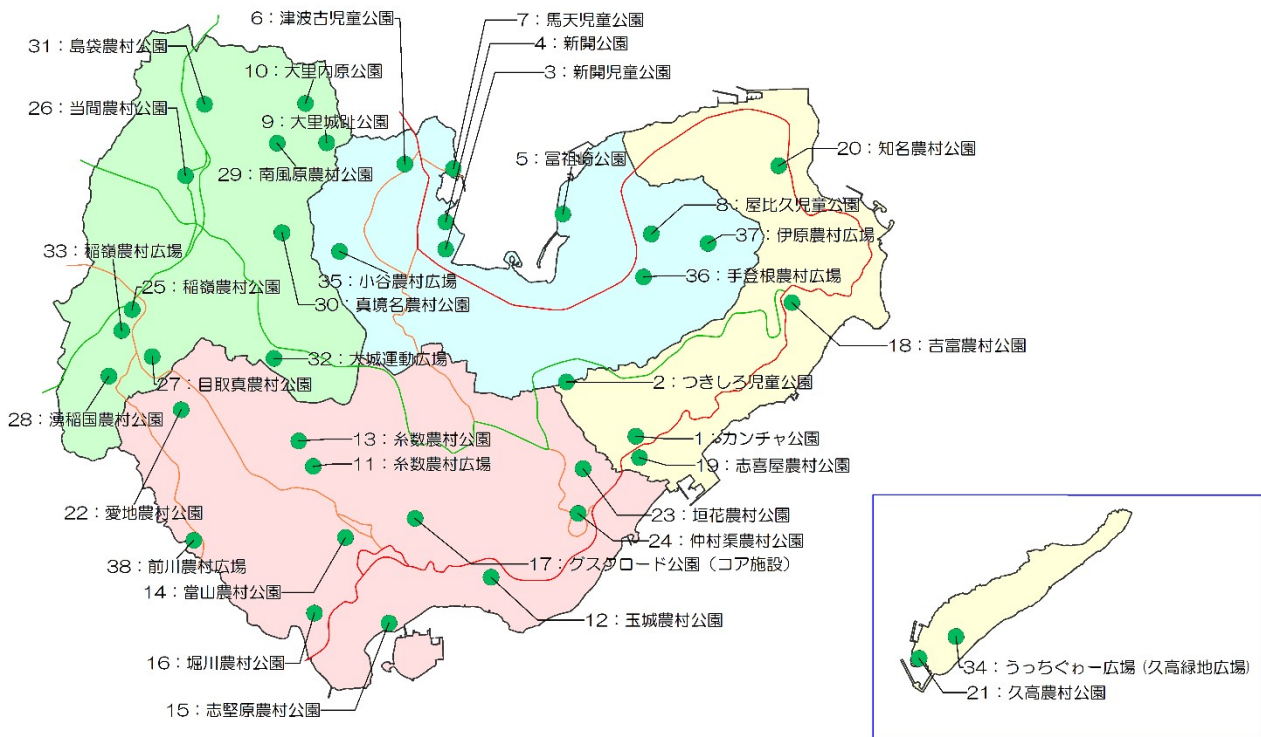 6：津波古児童公園
7：馬天児童公園
4：新開公園
3：新開児童公園
31：島袋農村公園
10：大里内原公園
26：当間農村公園
9：大里城趾公園
29：南風原農村公園
5：冨祖崎公園
20：知名農村公園
8：屋比久児童公園
37：伊原農村広場
33：稲嶺農村広場
25：稲嶺農村公園
35：小谷農村広場
36：手登根農村広場
30：真境名農村公園
18：吉富農村公園
32：大城運動広場
27：目取真農村公園
2：つきしろ児童公園
28：湧稲国農村公園
13：糸数農村公園
11：糸数農村広場
1：カンチャ公園
19：志喜屋農村公園
22：愛地農村公園
23：垣花農村公園
24：仲村渠農村公園
38：前川農村広場
17：グスクロード公園（コア施設）
14：當山農村公園
12：玉城農村公園
16：堀川農村公園
15：志堅原農村公園
34：うっちぐゎー広場 (久高緑地広場)
21：久高農村公園